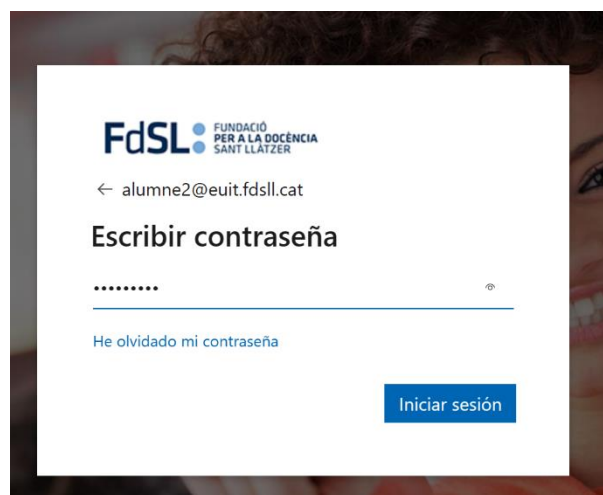 FdSL: FUNDACIÓ
PER A LA DOCÈNCIA
SANT LLÀTZER
← alumne2@euit.fdsll.cat
Escribir contraseña
•••••••••
He olvidado mi contraseña
Iniciar sesión